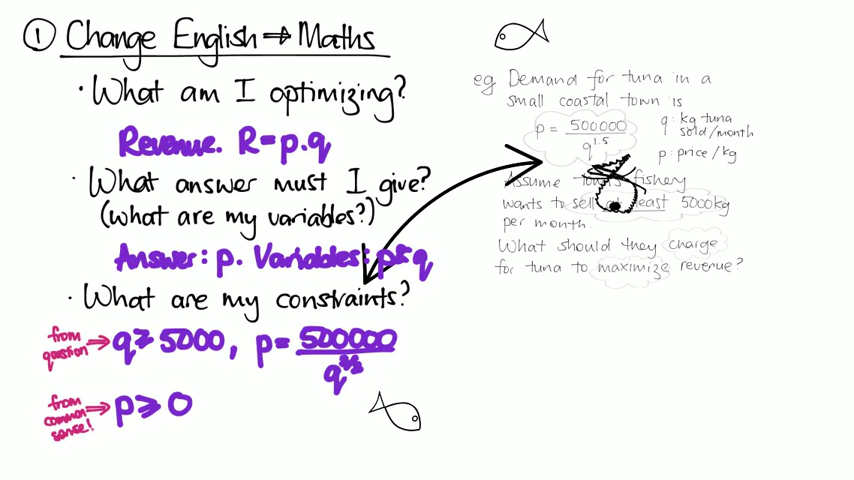 ① Change English → Maths
· What am I optimizing?
Revenue. R = p.q
· What answer must I give?
(what are my variables?)
Answer: p. Variables: p & q
· What are my constraints?
from question → q ≥ 5000, p = 500000 / q^3/2
from common sense! → p ≥ 0
eg Demand for tuna in a
small coastal town is
p = 500000 / q^1.5
q: kg tuna
sold/month
p: price/kg
Assume fishery
wants to sell at least 5000kg
per month.
What should they charge
for tuna to maximize revenue?